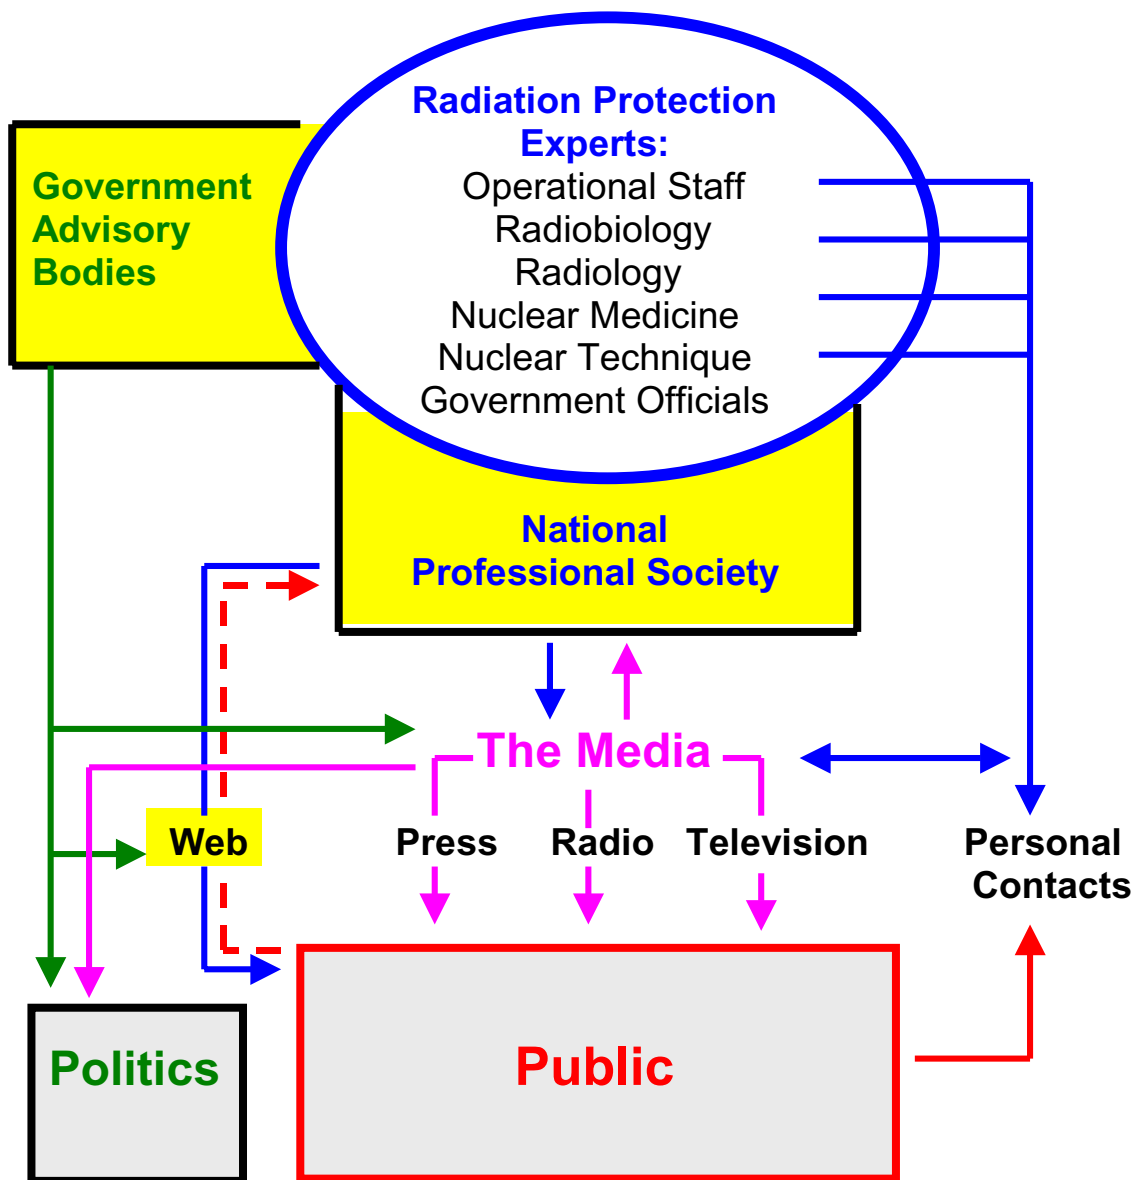 Radiation Protection
Experts:
Operational Staff
Radiobiology
Radiology
Nuclear Medicine
Nuclear Technique
Government Officials
Government
Advisory
Bodies
National
Professional Society
The Media
Web
Press
Radio
Television
Personal
Contacts
Politics
Public